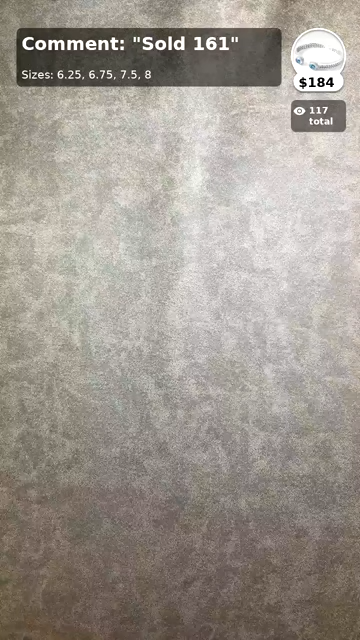 Comment: "Sold 161"
Sizes: 6.25, 6.75, 7.5, 8
$184
117
total